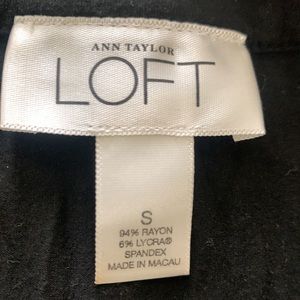 ANN TAYLOR
LOFT
S
94% RAYON
6% LYCRA®
SPANDEX
MADE IN MACAU